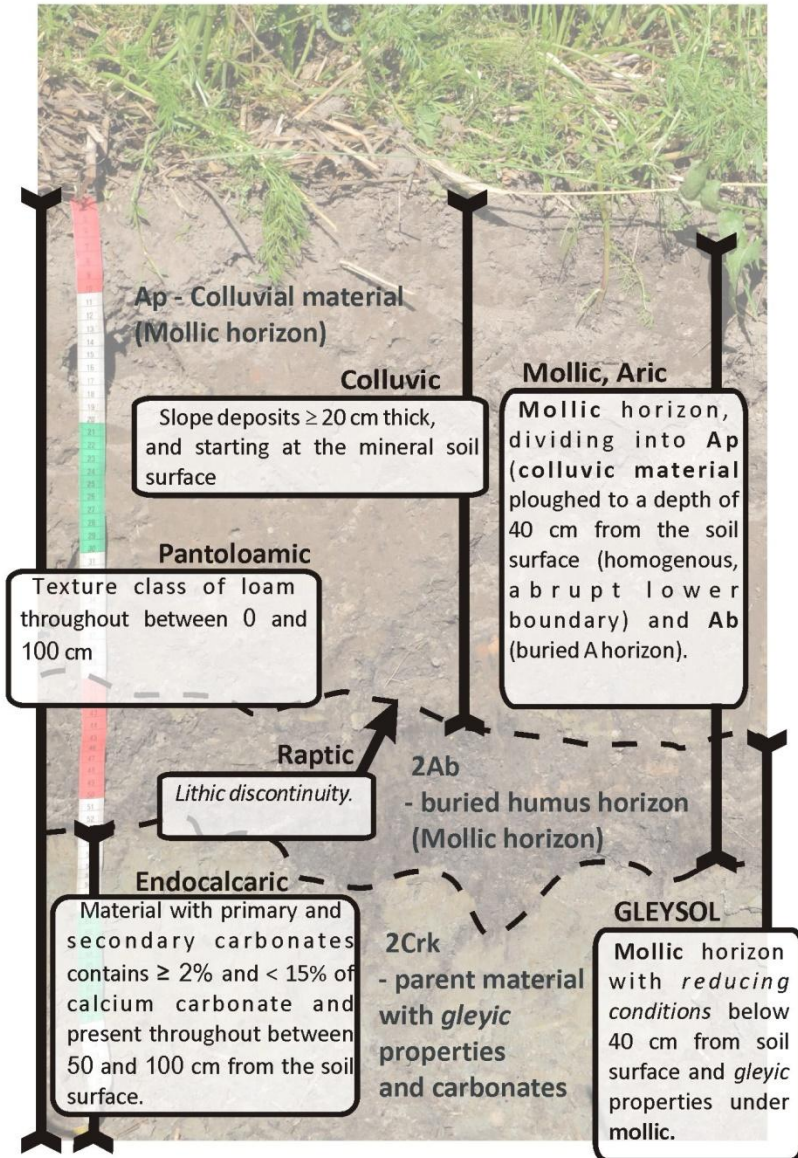 Ap - Colluvial material
(Mollic horizon)
Colluvic
Slope deposits ≥ 20 cm thick,
and starting at the mineral soil
surface
Mollic, Aric
Mollic horizon,
dividing into Ap
(colluvic material
ploughed to a depth of
40 cm from the soil
surface (homogenous,
abrupt lower
boundary) and Ab
(buried A horizon).
Pantoloamic
Texture class of loam
throughout between 0 and
100 cm
Raptic
Lithic discontinuity.
2Ab
- buried humus horizon
(Mollic horizon)
Endocalcaric
Material with primary and
secondary carbonates
contains ≥ 2% and < 15% of
calcium carbonate and
present throughout between
50 and 100 cm from the soil
surface.
2Crk
- parent material
with gleyic
properties
and carbonates
GLEYSOL
Mollic horizon
with reducing
conditions below
40 cm from soil
surface and gleyic
properties under
mollic.